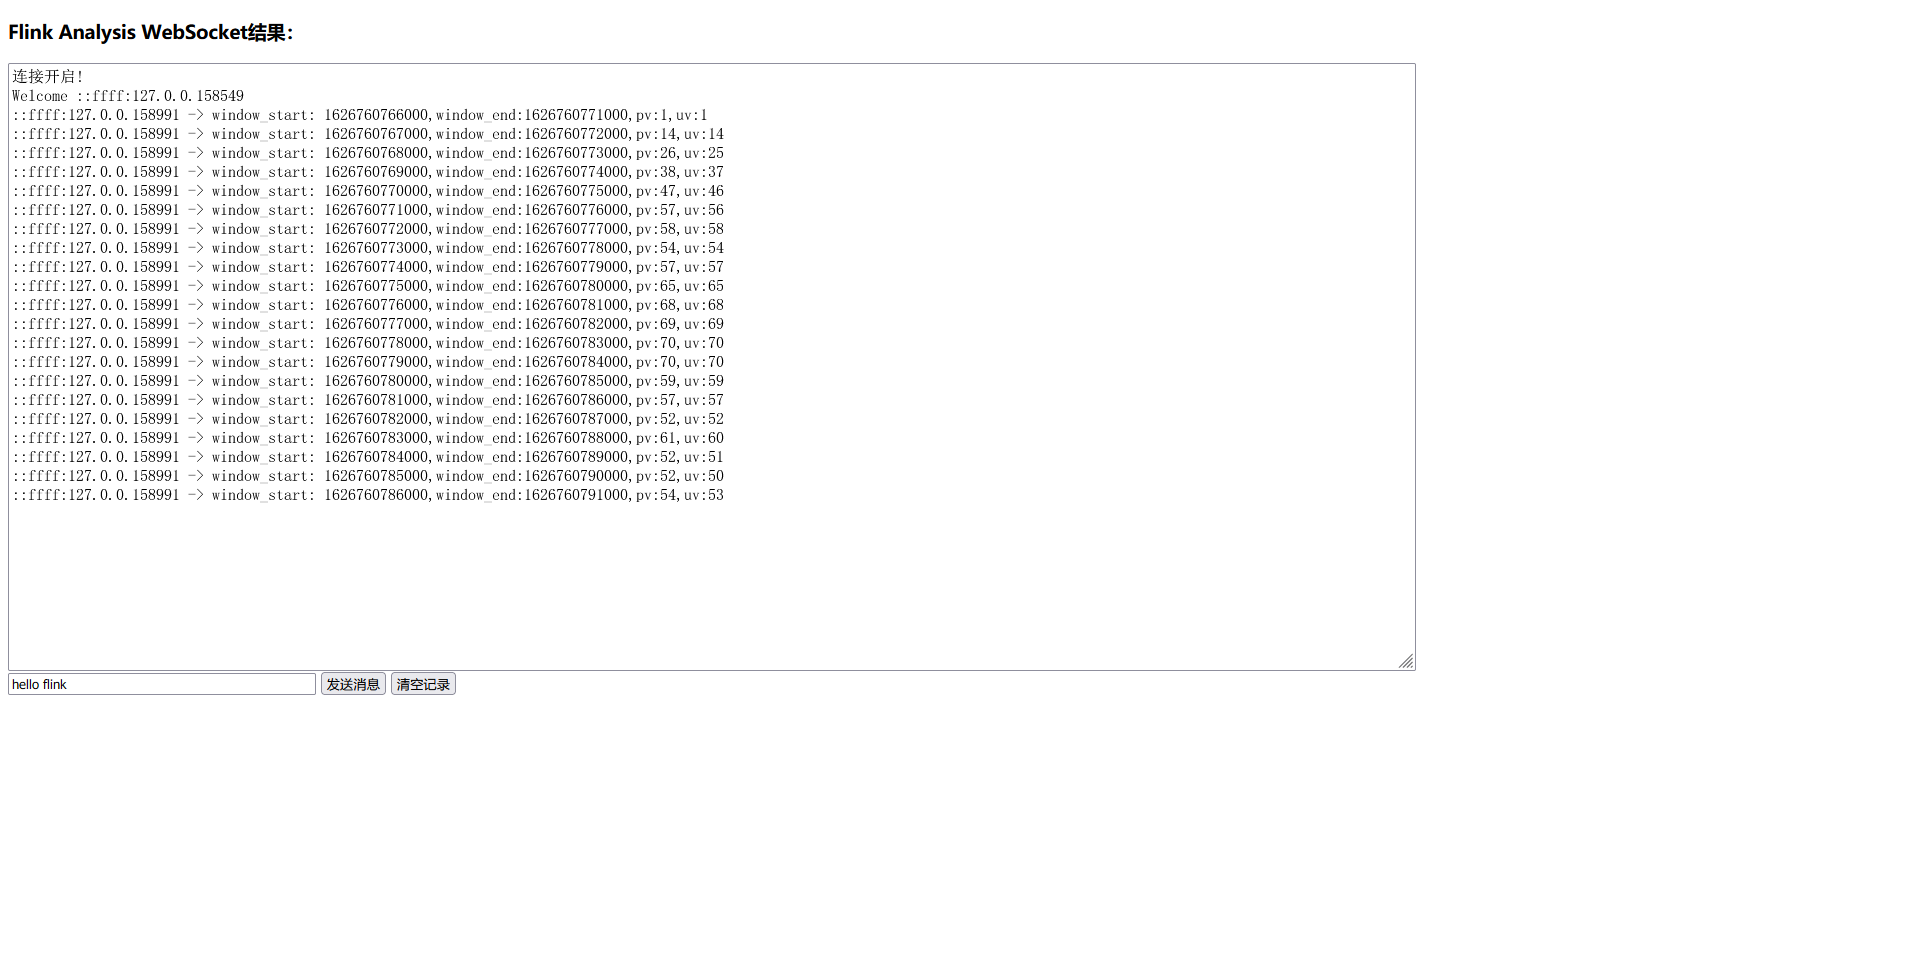 Flink Analysis WebSocket结果：
连接开启!
Welcome ::ffff:127.0.0.158549
::ffff:127.0.0.158991 -> window_start: 1626760766000,window_end:1626760771000,pv:1,uv:1
::ffff:127.0.0.158991 -> window_start: 1626760767000,window_end:1626760772000,pv:14,uv:14
::ffff:127.0.0.158991 -> window_start: 1626760768000,window_end:1626760773000,pv:26,uv:25
::ffff:127.0.0.158991 -> window_start: 1626760769000,window_end:1626760774000,pv:38,uv:37
::ffff:127.0.0.158991 -> window_start: 1626760770000,window_end:1626760775000,pv:47,uv:46
::ffff:127.0.0.158991 -> window_start: 1626760771000,window_end:1626760776000,pv:57,uv:56
::ffff:127.0.0.158991 -> window_start: 1626760772000,window_end:1626760777000,pv:58,uv:58
::ffff:127.0.0.158991 -> window_start: 1626760773000,window_end:1626760778000,pv:54,uv:54
::ffff:127.0.0.158991 -> window_start: 1626760774000,window_end:1626760779000,pv:57,uv:57
::ffff:127.0.0.158991 -> window_start: 1626760775000,window_end:1626760780000,pv:65,uv:65
::ffff:127.0.0.158991 -> window_start: 1626760776000,window_end:1626760781000,pv:68,uv:68
::ffff:127.0.0.158991 -> window_start: 1626760777000,window_end:1626760782000,pv:69,uv:69
::ffff:127.0.0.158991 -> window_start: 1626760778000,window_end:1626760783000,pv:70,uv:70
::ffff:127.0.0.158991 -> window_start: 1626760779000,window_end:1626760784000,pv:70,uv:70
::ffff:127.0.0.158991 -> window_start: 1626760780000,window_end:1626760785000,pv:59,uv:59
::ffff:127.0.0.158991 -> window_start: 1626760781000,window_end:1626760786000,pv:57,uv:57
::ffff:127.0.0.158991 -> window_start: 1626760782000,window_end:1626760787000,pv:52,uv:52
::ffff:127.0.0.158991 -> window_start: 1626760783000,window_end:1626760788000,pv:61,uv:60
::ffff:127.0.0.158991 -> window_start: 1626760784000,window_end:1626760789000,pv:52,uv:51
::ffff:127.0.0.158991 -> window_start: 1626760785000,window_end:1626760790000,pv:52,uv:50
::ffff:127.0.0.158991 -> window_start: 1626760786000,window_end:1626760791000,pv:54,uv:53
hello flink 发送消息 清空记录